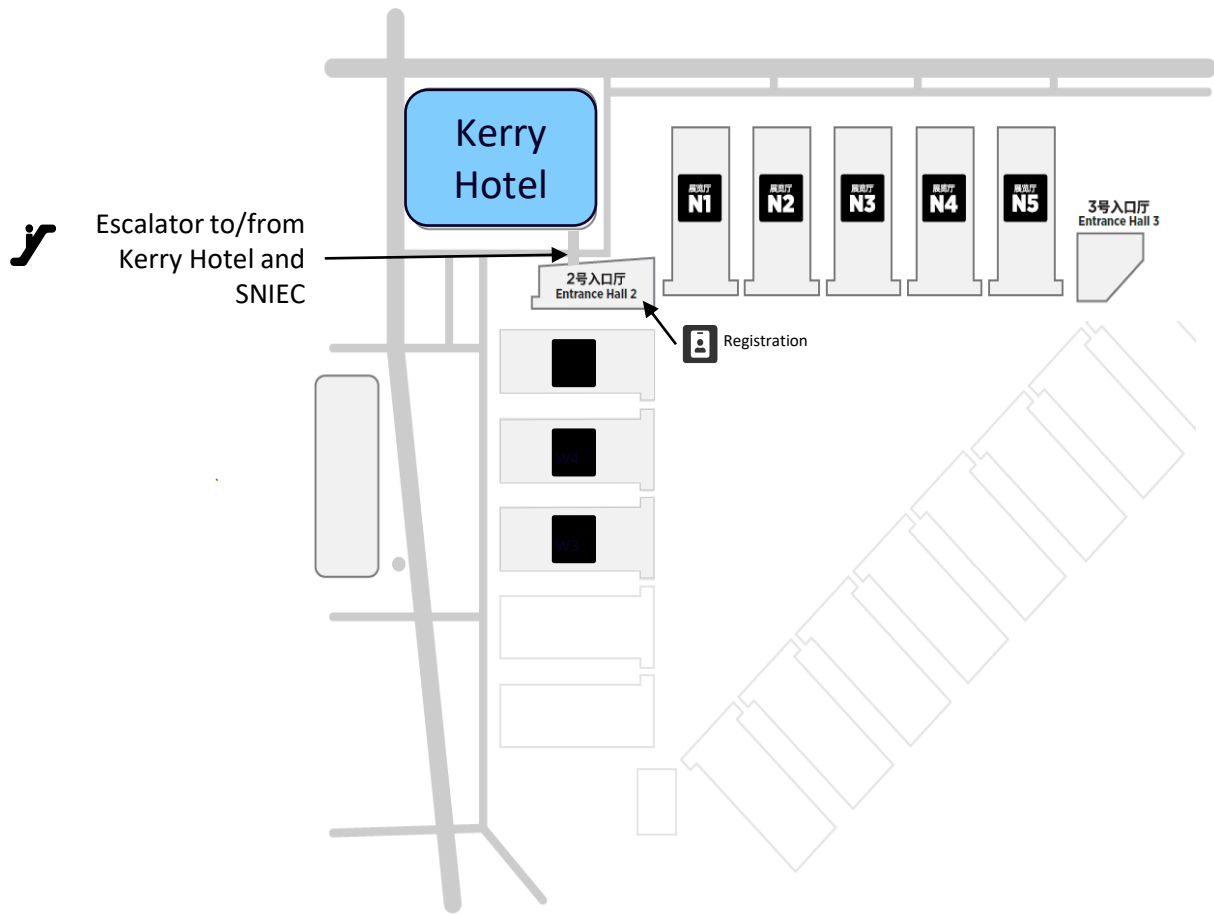 Kerry
Hotel
Escalator to/from
Kerry Hotel and
SNIEC
展览厅
N1
展览厅
N2
展览厅
N3
展览厅
N4
展览厅
N5
3号入口厅
Entrance Hall 3
2号入口厅
Entrance Hall 2
Registration
W4
W3